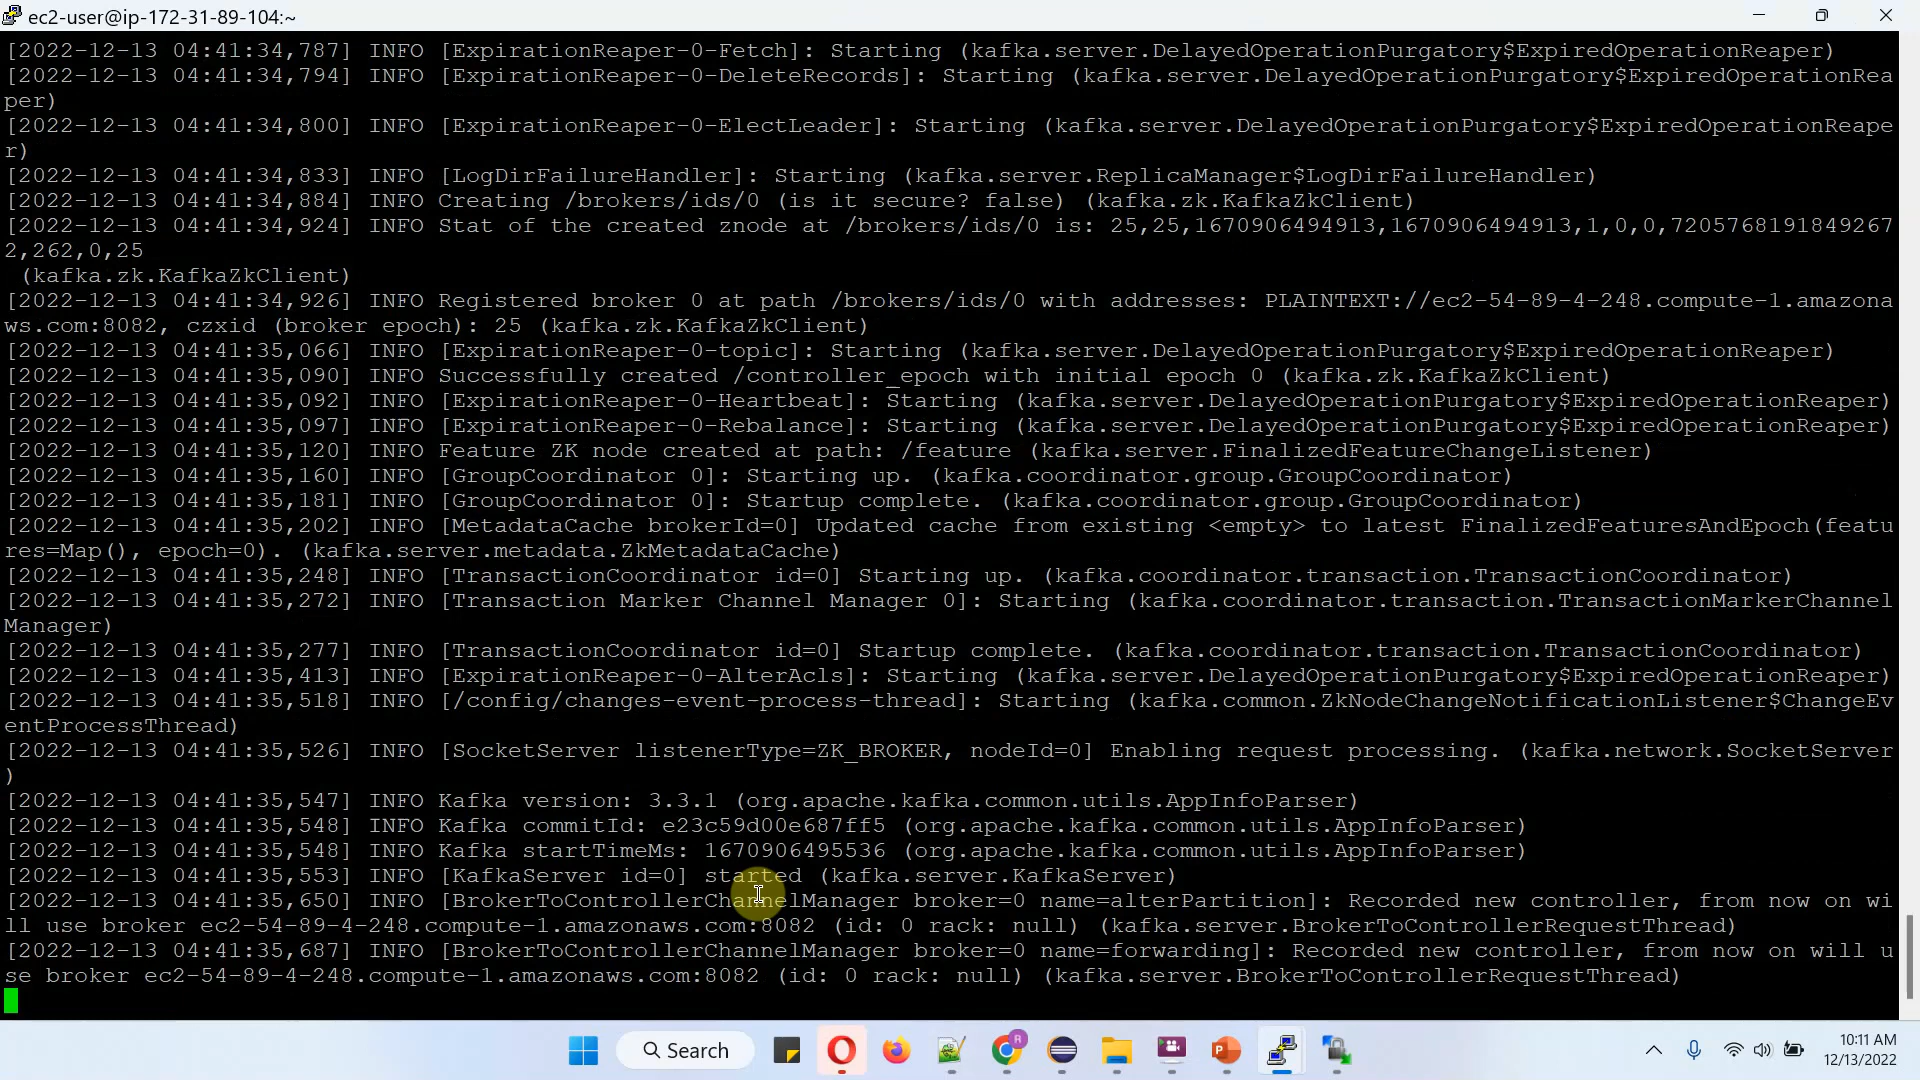 ec2-user@ip-172-31-89-104:~
[2022-12-13 04:41:34,787] INFO [ExpirationReaper-0-Fetch]: Starting (kafka.server.DelayedOperationPurgatory$ExpiredOperationReaper)
[2022-12-13 04:41:34,794] INFO [ExpirationReaper-0-DeleteRecords]: Starting (kafka.server.DelayedOperationPurgatory$ExpiredOperationRea
per)
[2022-12-13 04:41:34,800] INFO [ExpirationReaper-0-ElectLeader]: Starting (kafka.server.DelayedOperationPurgatory$ExpiredOperationReape
r)
[2022-12-13 04:41:34,833] INFO [LogDirFailureHandler]: Starting (kafka.server.ReplicaManager$LogDirFailureHandler)
[2022-12-13 04:41:34,884] INFO Creating /brokers/ids/0 (is it secure? false) (kafka.zk.KafkaZkClient)
[2022-12-13 04:41:34,924] INFO Stat of the created znode at /brokers/ids/0 is: 25,25,1670906494913,1670906494913,1,0,0,7205768191849267
2,262,0,25
(kafka.zk.KafkaZkClient)
[2022-12-13 04:41:34,926] INFO Registered broker 0 at path /brokers/ids/0 with addresses: PLAINTEXT://ec2-54-89-4-248.compute-1.amazona
ws.com:8082, czxid (broker epoch): 25 (kafka.zk.KafkaZkClient)
[2022-12-13 04:41:35,066] INFO [ExpirationReaper-0-topic]: Starting (kafka.server.DelayedOperationPurgatory$ExpiredOperationReaper)
[2022-12-13 04:41:35,090] INFO Successfully created /controller_epoch with initial epoch 0 (kafka.zk.KafkaZkClient)
[2022-12-13 04:41:35,092] INFO [ExpirationReaper-0-Heartbeat]: Starting (kafka.server.DelayedOperationPurgatory$ExpiredOperationReaper)
[2022-12-13 04:41:35,097] INFO [ExpirationReaper-0-Rebalance]: Starting (kafka.server.DelayedOperationPurgatory$ExpiredOperationReaper)
[2022-12-13 04:41:35,120] INFO Feature ZK node created at path: /feature (kafka.server.FinalizedFeatureChangeListener)
[2022-12-13 04:41:35,160] INFO [GroupCoordinator 0]: Starting up. (kafka.coordinator.group.GroupCoordinator)
[2022-12-13 04:41:35,181] INFO [GroupCoordinator 0]: Startup complete. (kafka.coordinator.group.GroupCoordinator)
[2022-12-13 04:41:35,202] INFO [MetadataCache brokerId=0] Updated cache from existing <empty> to latest FinalizedFeaturesAndEpoch(featu
res=Map(), epoch=0). (kafka.server.metadata.ZkMetadataCache)
[2022-12-13 04:41:35,248] INFO [TransactionCoordinator id=0] Starting up. (kafka.coordinator.transaction.TransactionCoordinator)
[2022-12-13 04:41:35,272] INFO [Transaction Marker Channel Manager 0]: Starting (kafka.coordinator.transaction.TransactionMarkerChannel
Manager)
[2022-12-13 04:41:35,277] INFO [TransactionCoordinator id=0] Startup complete. (kafka.coordinator.transaction.TransactionCoordinator)
[2022-12-13 04:41:35,413] INFO [ExpirationReaper-0-AlterAcls]: Starting (kafka.server.DelayedOperationPurgatory$ExpiredOperationReaper)
[2022-12-13 04:41:35,518] INFO [/config/changes-event-process-thread]: Starting (kafka.common.ZkNodeChangeNotificationListener$ChangeEv
entProcessThread)
[2022-12-13 04:41:35,526] INFO [SocketServer listenerType=ZK_BROKER, nodeId=0] Enabling request processing. (kafka.network.SocketServer
)
[2022-12-13 04:41:35,547] INFO Kafka version: 3.3.1 (org.apache.kafka.common.utils.AppInfoParser)
[2022-12-13 04:41:35,548] INFO Kafka commitId: e23c59d00e687ff5 (org.apache.kafka.common.utils.AppInfoParser)
[2022-12-13 04:41:35,548] INFO Kafka startTimeMs: 1670906495536 (org.apache.kafka.common.utils.AppInfoParser)
[2022-12-13 04:41:35,553] INFO [KafkaServer id=0] started (kafka.server.KafkaServer)
[2022-12-13 04:41:35,650] INFO [BrokerToControllerChannelManager broker=0 name=alterPartition]: Recorded new controller, from now on wi
ll use broker ec2-54-89-4-248.compute-1.amazonaws.com:8082 (id: 0 rack: null) (kafka.server.BrokerToControllerRequestThread)
[2022-12-13 04:41:35,687] INFO [BrokerToControllerChannelManager broker=0 name=forwarding]: Recorded new controller, from now on will u
se broker ec2-54-89-4-248.compute-1.amazonaws.com:8082 (id: 0 rack: null) (kafka.server.BrokerToControllerRequestThread)
Search
R
10:11 AM
12/13/2022